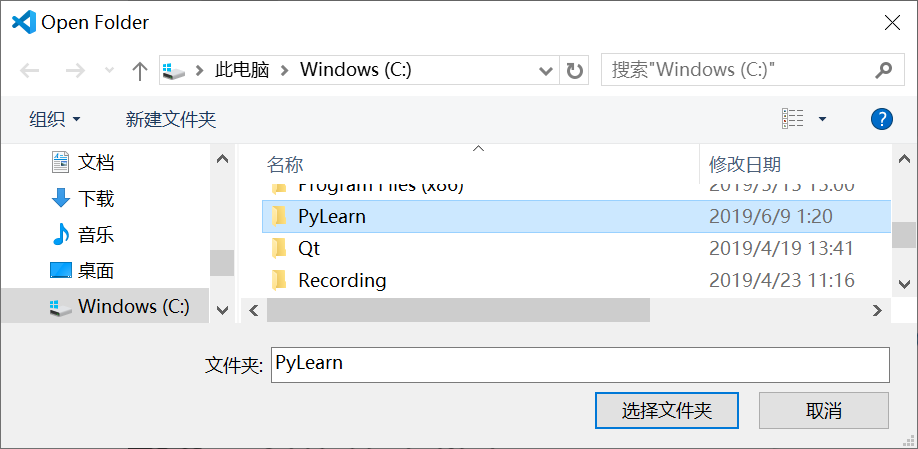 Open Folder
此电脑 Windows (C:) 搜索"Windows (C:)"
组织 新建文件夹
名称 修改日期
文档
Program Files (x86) 2019/5/15 15:00
下载
PyLearn 2019/6/9 1:20
音乐
Qt 2019/4/19 13:41
桌面
Recording 2019/4/23 11:16
Windows (C:)
文件夹: PyLearn
选择文件夹 取消